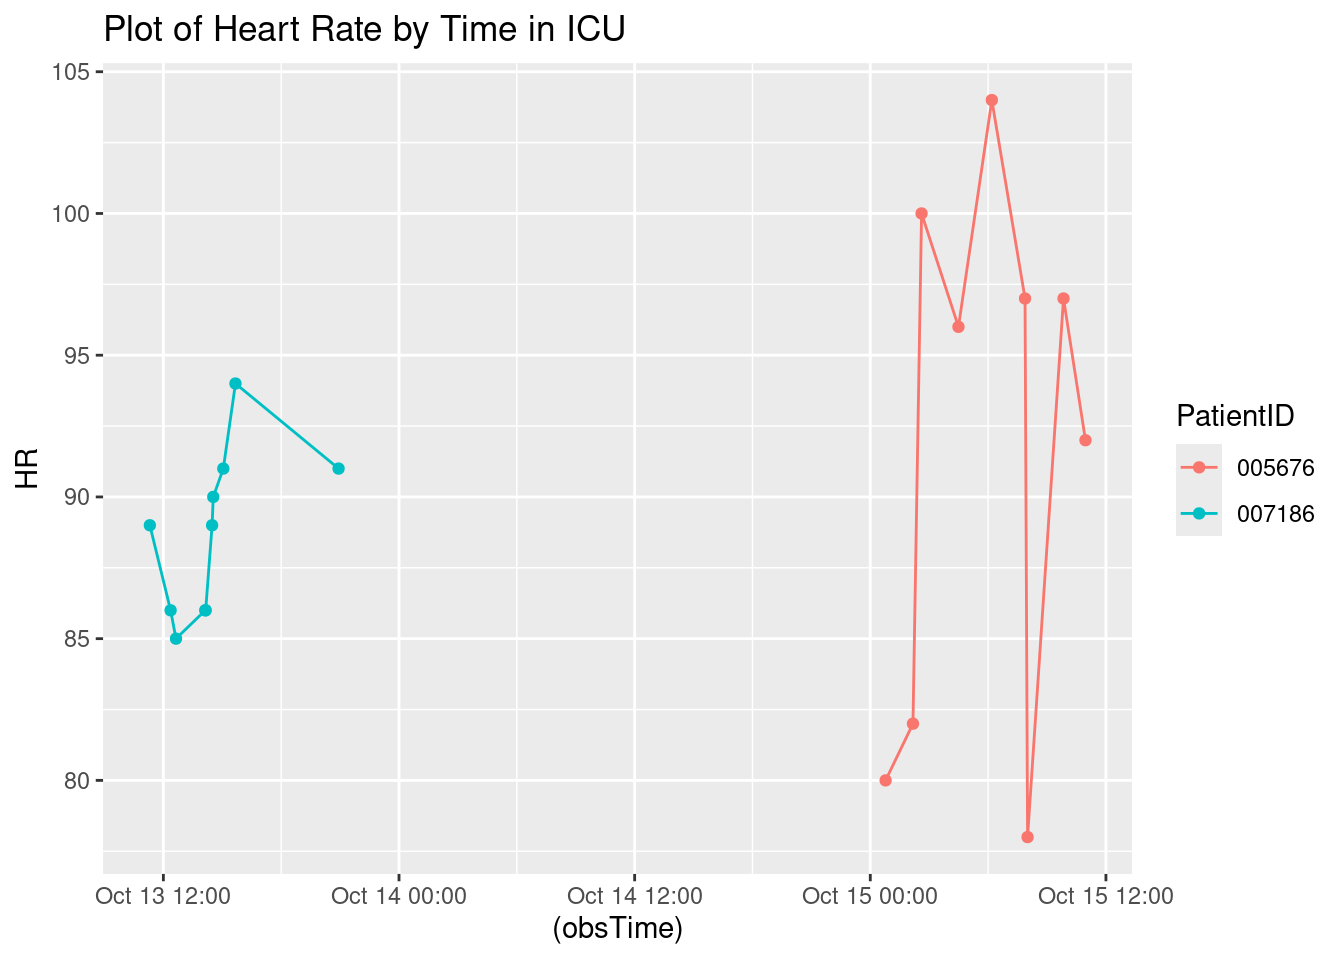 Plot of Heart Rate by Time in ICU
105
100
95
90
85
80
HR
Oct 13 12:00 Oct 14 00:00 Oct 14 12:00 Oct 15 00:00 Oct 15 12:00
(obsTime)
PatientID
005676
007186